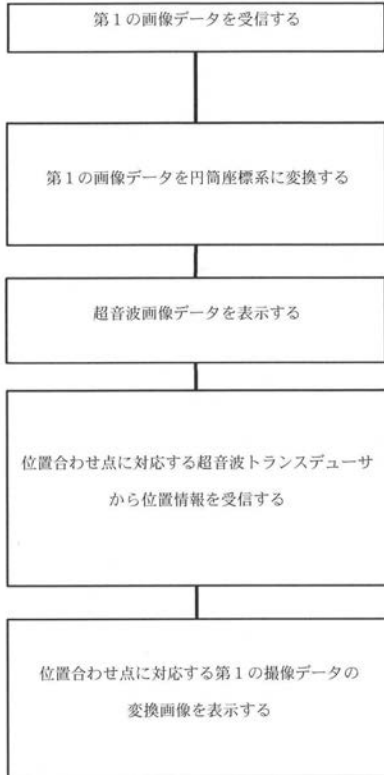 第1の画像データを受信する
第1の画像データを円筒座標系に変換する
超音波画像データを表示する
位置合わせ点に対応する超音波トランスデューサ
から位置情報を受信する
位置合わせ点に対応する第1の撮像データの
変換画像を表示する